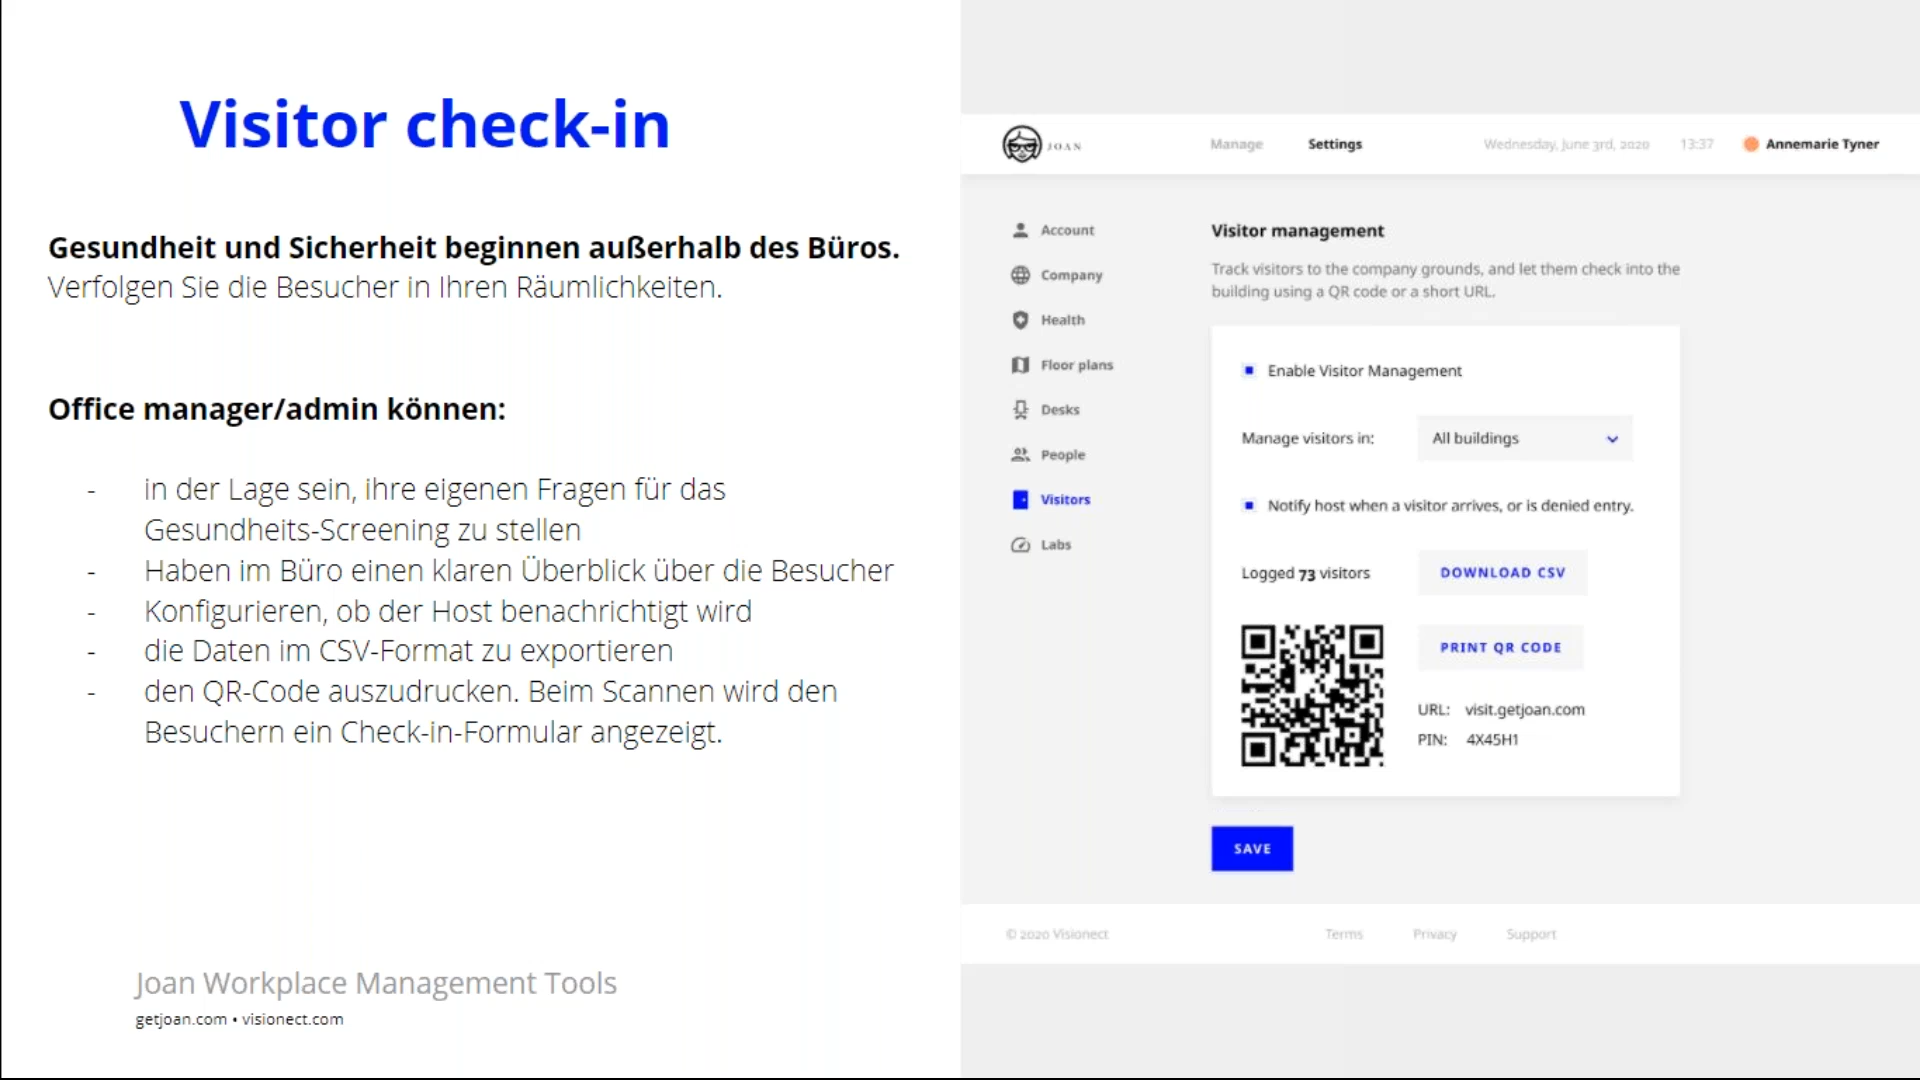 Visitor check-in
Gesundheit und Sicherheit beginnen außerhalb des Büros.
Verfolgen Sie die Besucher in Ihren Räumlichkeiten.
Office manager/admin können:
- in der Lage sein, ihre eigenen Fragen für das
Gesundheits-Screening zu stellen
- Haben im Büro einen klaren Überblick über die Besucher
- Konfigurieren, ob der Host benachrichtigt wird
- die Daten im CSV-Format zu exportieren
- den QR-Code auszudrucken. Beim Scannen wird den
Besuchern ein Check-in-Formular angezeigt.
Joan Workplace Management Tools
getjoan.com • visionect.com
JOAN
Manage
Settings
Wednesday, June 3rd, 2020
13:37
Annemarie Tyner
Account
Company
Health
Floor plans
Desks
People
Visitors
Labs
Visitor management
Track visitors to the company grounds, and let them check into the
building using a QR code or a short URL.
Enable Visitor Management
Manage visitors in: All buildings
Notify host when a visitor arrives, or is denied entry.
Logged 73 visitors
DOWNLOAD CSV
PRINT QR CODE
URL: visit.getjoan.com
PIN: 4X45H1
SAVE
© 2020 Visionect
Terms
Privacy
Support